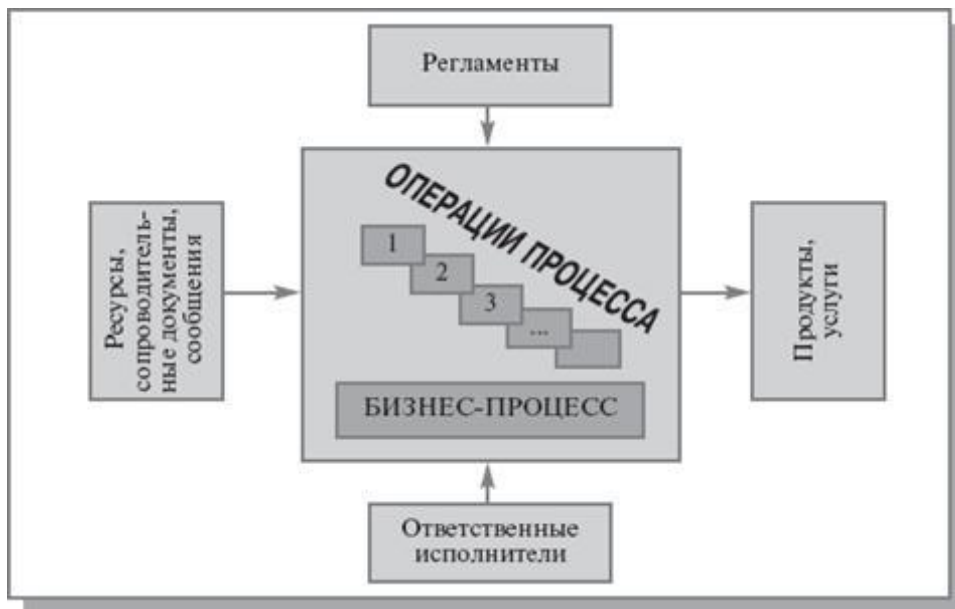 Регламенты
Ресурсы,
сопроводитель-
ные документы,
сообщения
ОПЕРАЦИИ ПРОЦЕССА
1
2
3
...
БИЗНЕС-ПРОЦЕСС
Продукты,
услуги
Ответственные
исполнители